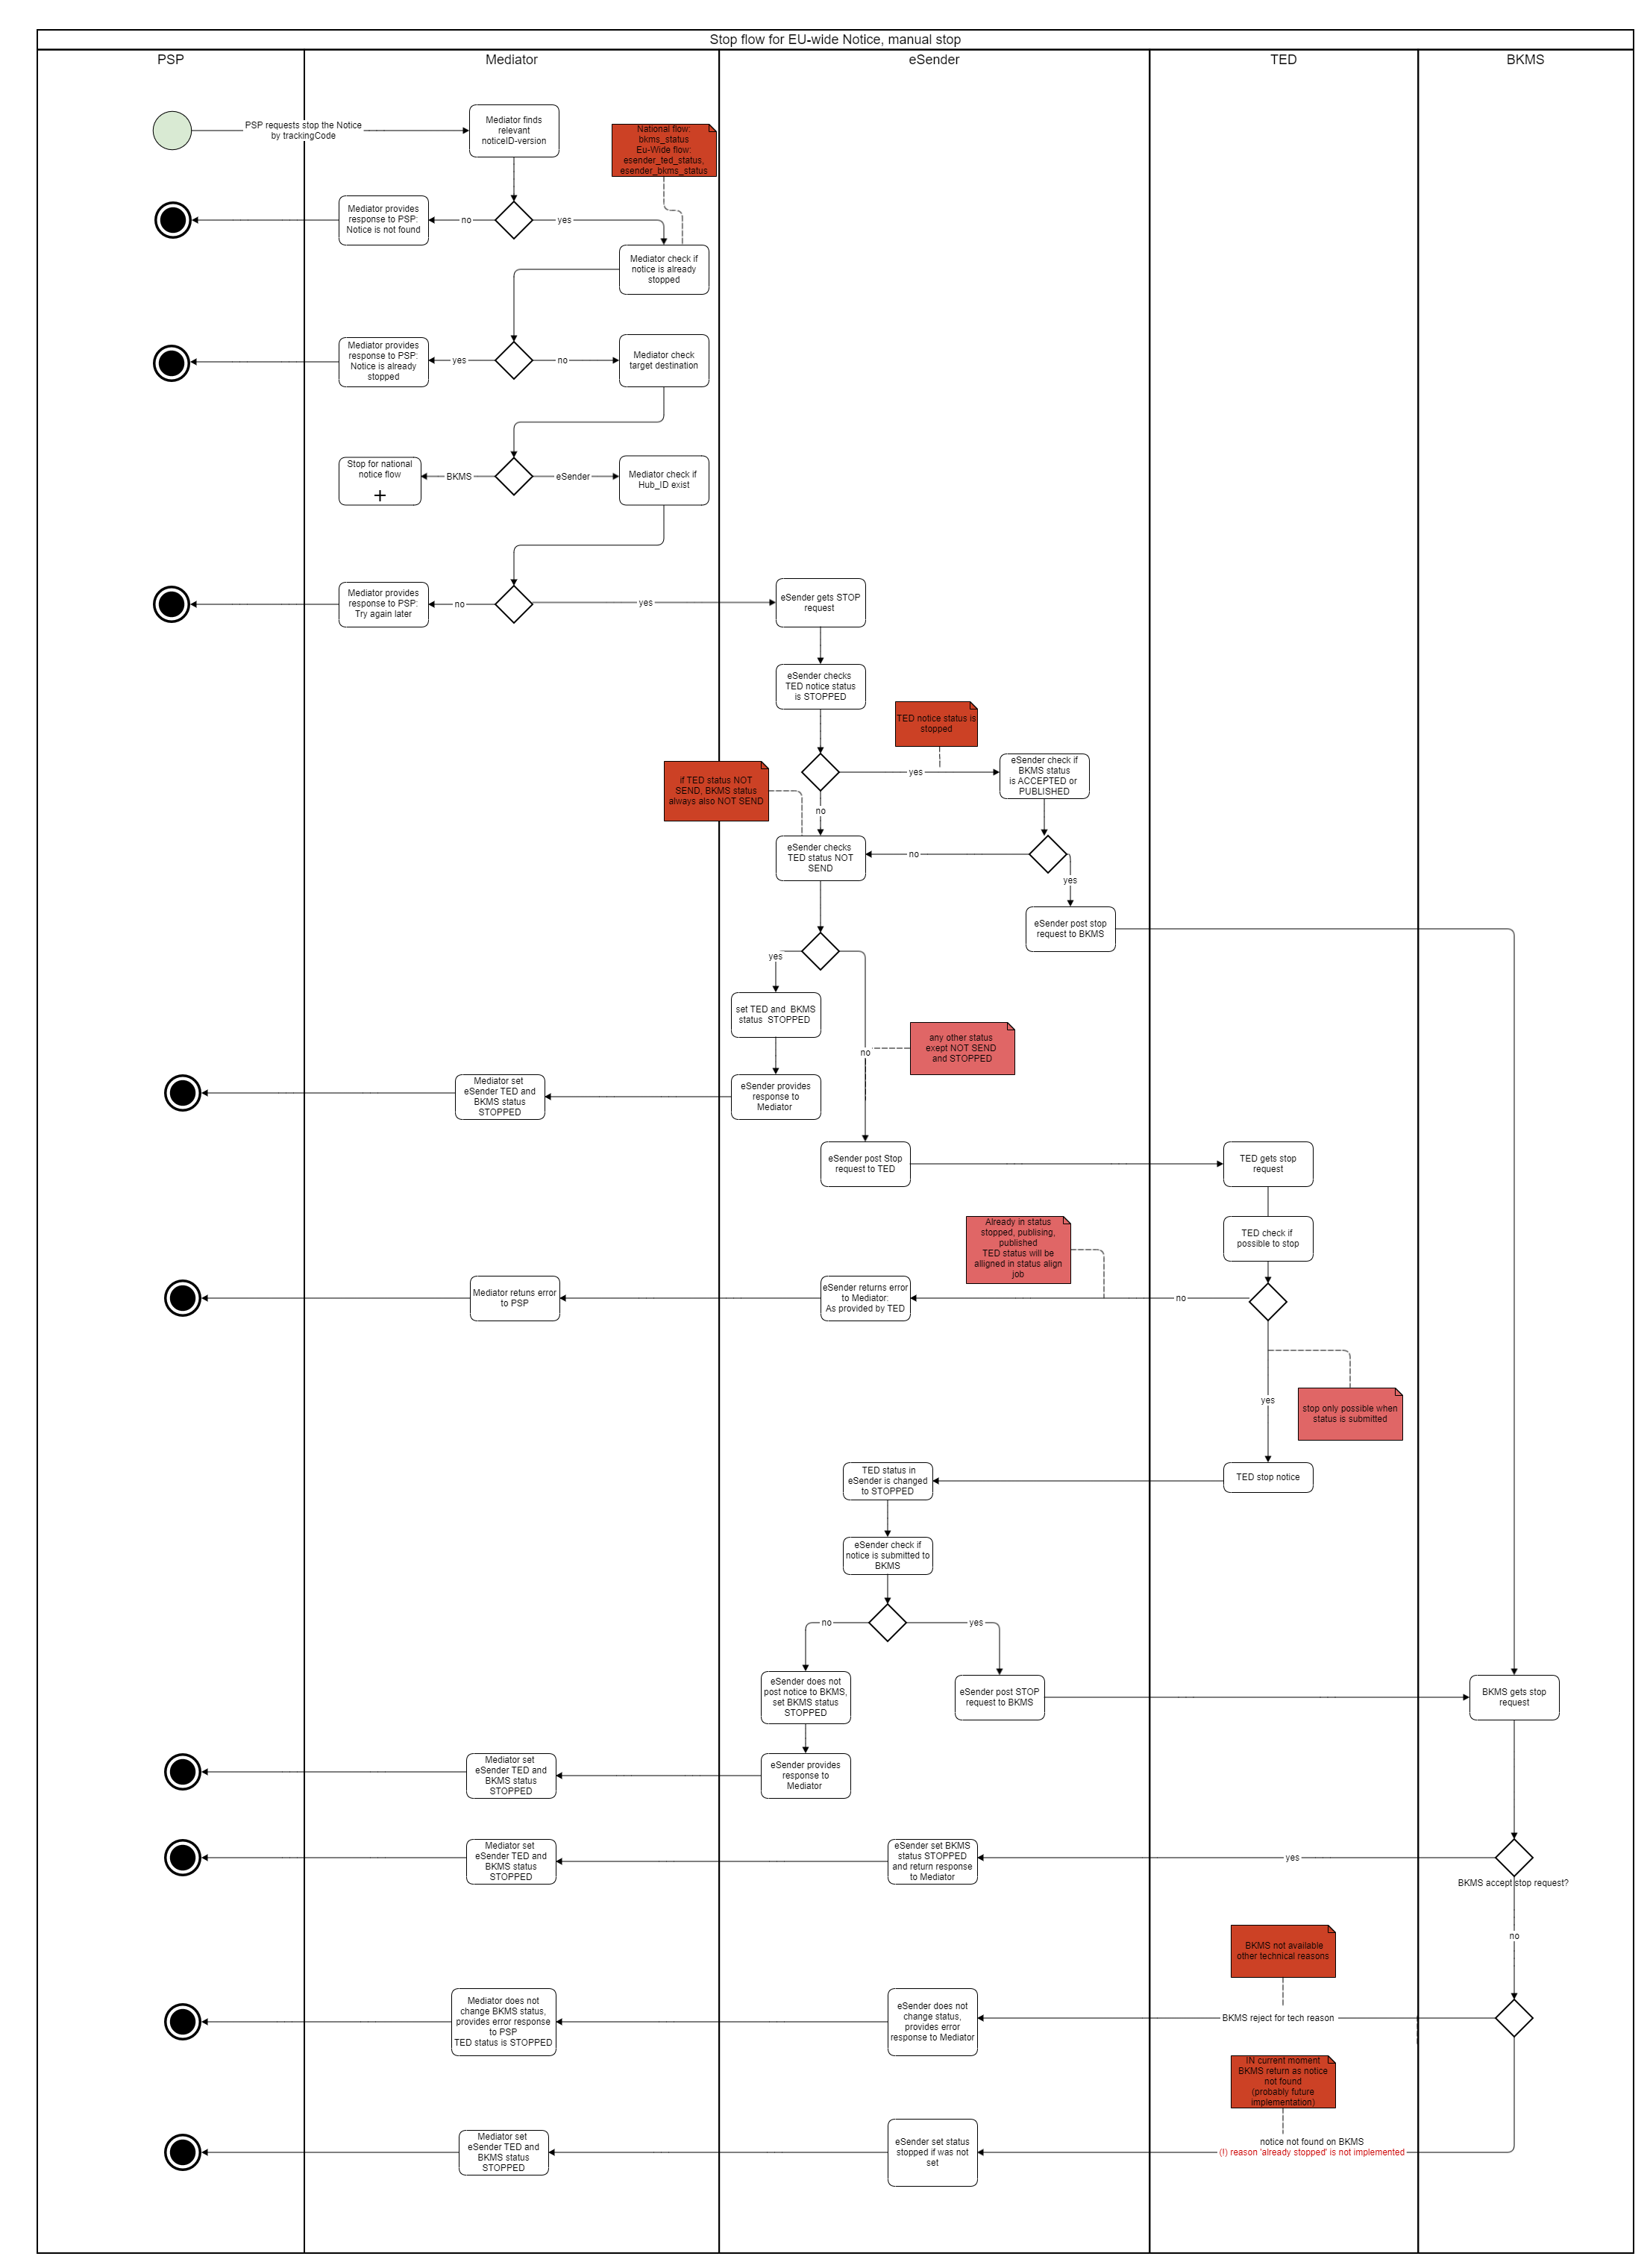 Stop flow for EU-wide Notice, manual stop
PSP
Mediator
eSender
TED
BKMS
PSP requests stop the Notice
by trackingCode
Mediator finds
relevant
noticeID-version
National flow:
bkms_status
Eu-Wide flow:
esender_ted_status,
esender_bkms_status
Mediator provides
response to PSP:
Notice is not found
no
yes
Mediator check if
notice is already
stopped
Mediator provides
response to PSP:
Notice is already
stopped
yes
no
Mediator check
target destination
Stop for national
notice flow
BKMS
eSender
Mediator check if
Hub_ID exist
Mediator provides
response to PSP:
Try again later
no
yes
eSender gets STOP
request
eSender checks
TED notice status
is STOPPED
TED notice status is
stopped
yes
no
eSender check if
BKMS status
is ACCEPTED or
PUBLISHED
if TED status NOT
SEND, BKMS status
always also NOT SEND
eSender checks
TED status NOT
SEND
no
yes
eSender post stop
request to BKMS
yes
set TED and BKMS
status STOPPED
no
any other status
exept NOT SEND
and STOPPED
Mediator set
eSender TED and
BKMS status
STOPPED
eSender provides
response to
Mediator
eSender post Stop
request to TED
TED gets stop
request
Already in status
stopped, publising,
published
TED status will be
alligned in status align
job
TED check if
possible to stop
Mediator retuns error
to PSP
eSender returns error
to Mediator:
As provided by TED
no
yes
stop only possible when
status is submitted
TED status in
eSender is changed
to STOPPED
TED stop notice
eSender check if
notice is submitted to
BKMS
no
yes
eSender does not
post notice to BKMS,
set BKMS status
STOPPED
eSender post STOP
request to BKMS
BKMS gets stop
request
Mediator set
eSender TED and
BKMS status
STOPPED
eSender provides
response to
Mediator
Mediator set
eSender TED and
BKMS status
STOPPED
eSender set BKMS
status STOPPED
and return response
to Mediator
yes
BKMS accept stop request?
no
BKMS not available
other technical reasons
Mediator does not
change BKMS status,
provides error response
to PSP
TED status is STOPPED
eSender does not
change status,
provides error
response to Mediator
BKMS reject for tech reason
IN current moment
BKMS return as notice
not found
(probably future
implementation)
Mediator set
eSender TED and
BKMS status
STOPPED
eSender set status
stopped if was not
set
notice not found on BKMS
(!) reason 'already stopped' is not implemented